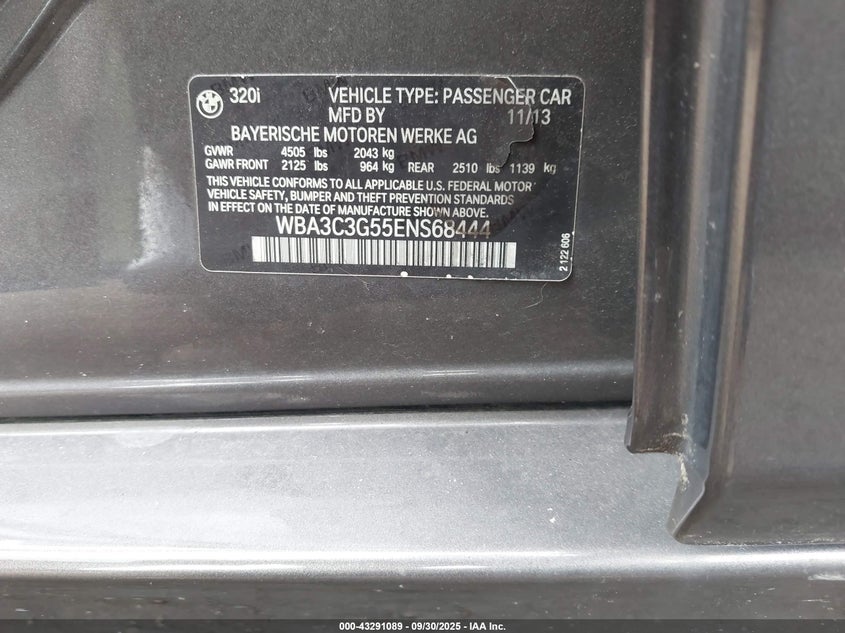 320i VEHICLE TYPE: PASSENGER CAR
MFD BY 11/13
BAYERISCHE MOTOREN WERKE AG
GVWR 4505 lbs 2043 kg
GAWR FRONT 2125 lbs 964 kg REAR 2510 lbs 1139 kg
THIS VEHICLE CONFORMS TO ALL APPLICABLE U.S. FEDERAL MOTOR
VEHICLE SAFETY, BUMPER AND THEFT PREVENTION STANDARDS
IN EFFECT ON THE DATE OF MANUFACTURE SHOWN ABOVE.
WBA3C3G55ENS68444
2 122 606
000-43291089 - 09/30/2025 - IAA Inc.